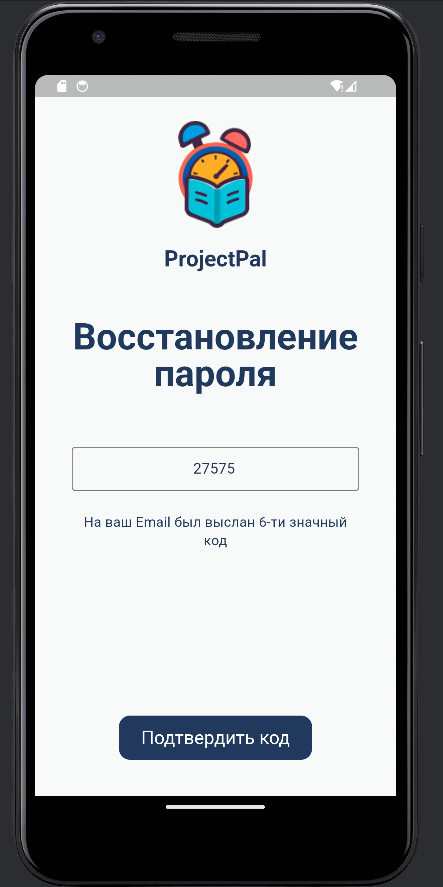 ProjectPal
Восстановление
пароля
27575
На ваш Email был выслан 6-ти значный
код
Подтвердить код